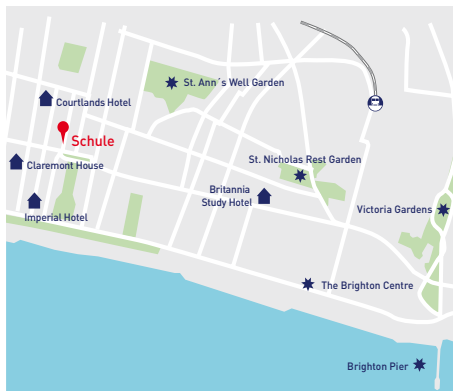 St. Ann´s Well Garden
Courtlands Hotel
Schule
St. Nicholas Rest Garden
Claremont House
Britannia
Study Hotel
Victoria Gardens
Imperial Hotel
The Brighton Centre
Brighton Pier